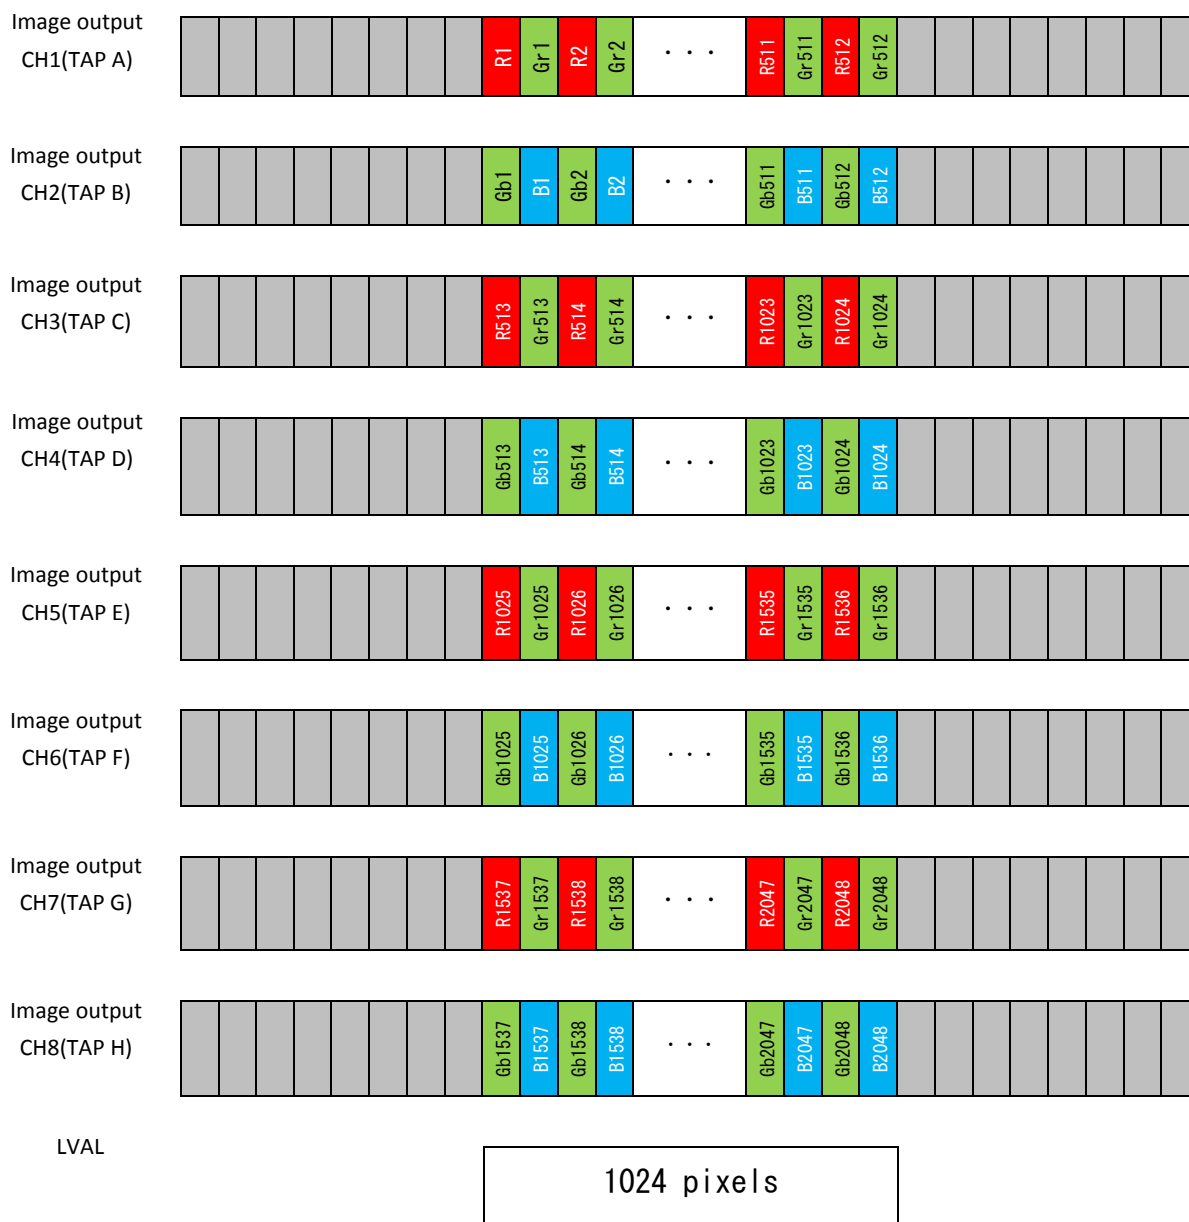 Image output
CH1(TAP A)
R1 Gr1 R2 Gr2 ・・・ R511 Gr511 R512 Gr512
Image output
CH2(TAP B)
Gb1 B1 Gb2 B2 ・・・ Gb511 B511 Gb512 B512
Image output
CH3(TAP C)
R513 Gr513 R514 Gr514 ・・・ R1023 Gr1023 R1024 Gr1024
Image output
CH4(TAP D)
Gb513 B513 Gb514 B514 ・・・ Gb1023 B1023 Gb1024 B1024
Image output
CH5(TAP E)
R1025 Gr1025 R1026 Gr1026 ・・・ R1535 Gr1535 R1536 Gr1536
Image output
CH6(TAP F)
Gb1025 B1025 Gb1026 B1026 ・・・ Gb1535 B1535 Gb1536 B1536
Image output
CH7(TAP G)
R1537 Gr1537 R1538 Gr1538 ・・・ R2047 Gr2047 R2048 Gr2048
Image output
CH8(TAP H)
Gb1537 B1537 Gb1538 B1538 ・・・ Gb2047 B2047 Gb2048 B2048
LVAL
1024 pixels